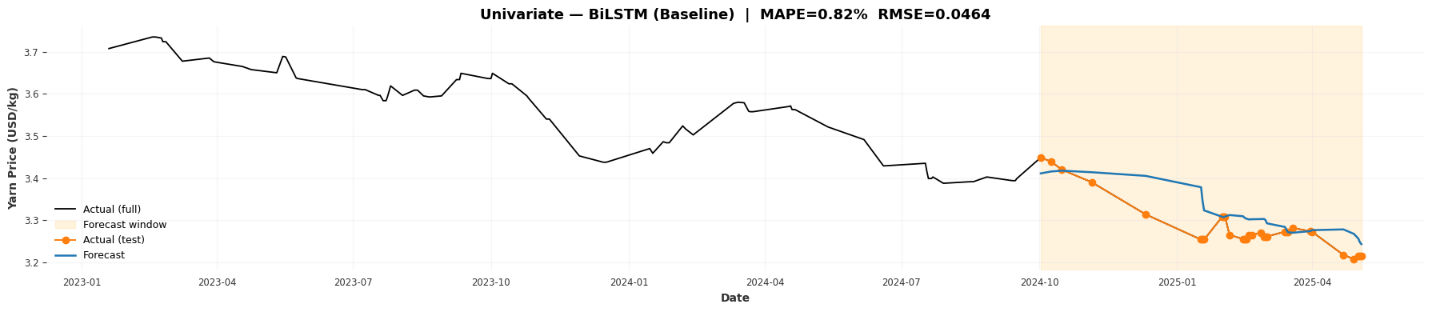 Univariate — BiLSTM (Baseline)  |  MAPE=0.82%  RMSE=0.0464
Yarn Price (USD/kg)
3.7
3.6
3.5
3.4
3.3
3.2
Actual (full)
Forecast window
Actual (test)
Forecast
2023-01
2023-04
2023-07
2023-10
2024-01
2024-04
2024-07
2024-10
2025-01
2025-04
Date